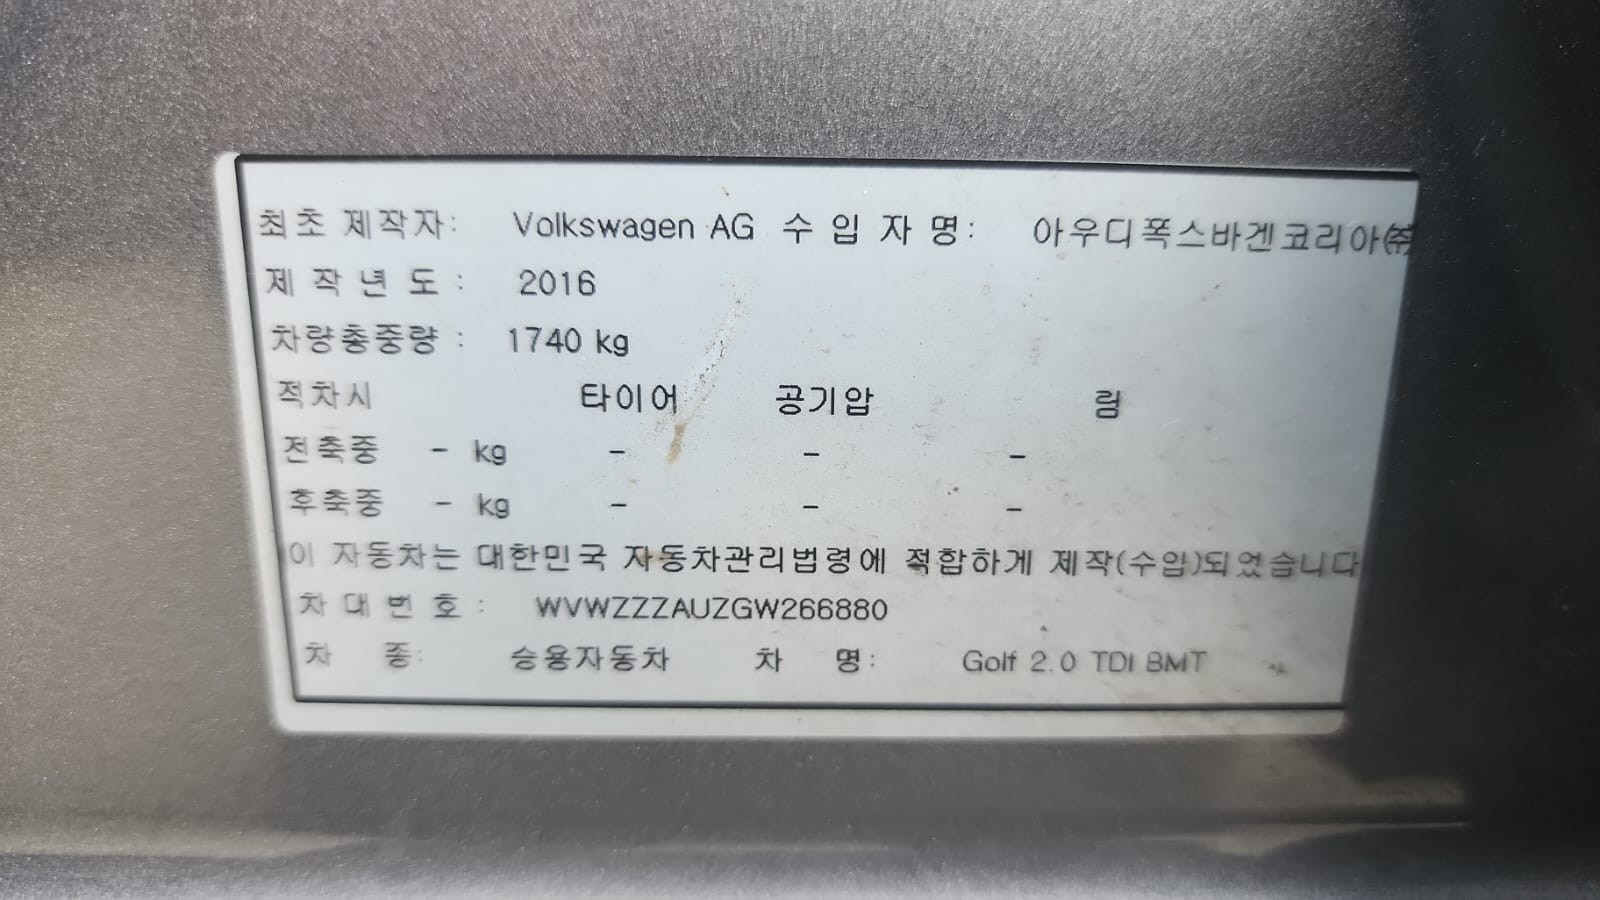 최초 제작자: Volkswagen AG 수 입 자 명: 아우디폭스바겐코리아㈜
제 작 년 도 : 2016
차량총중량 : 1740 kg
적차시 타이어 공기압 림
전축중 - kg - - -
후축중 - kg - - -
이 자동차는 대한민국 자동차관리법령에 적합하게 제작(수입)되었습니다
차 대 번 호 : WVWZZZAUZGW266880
차 종: 승용자동차 차 명: Golf 2.0 TDI BMT